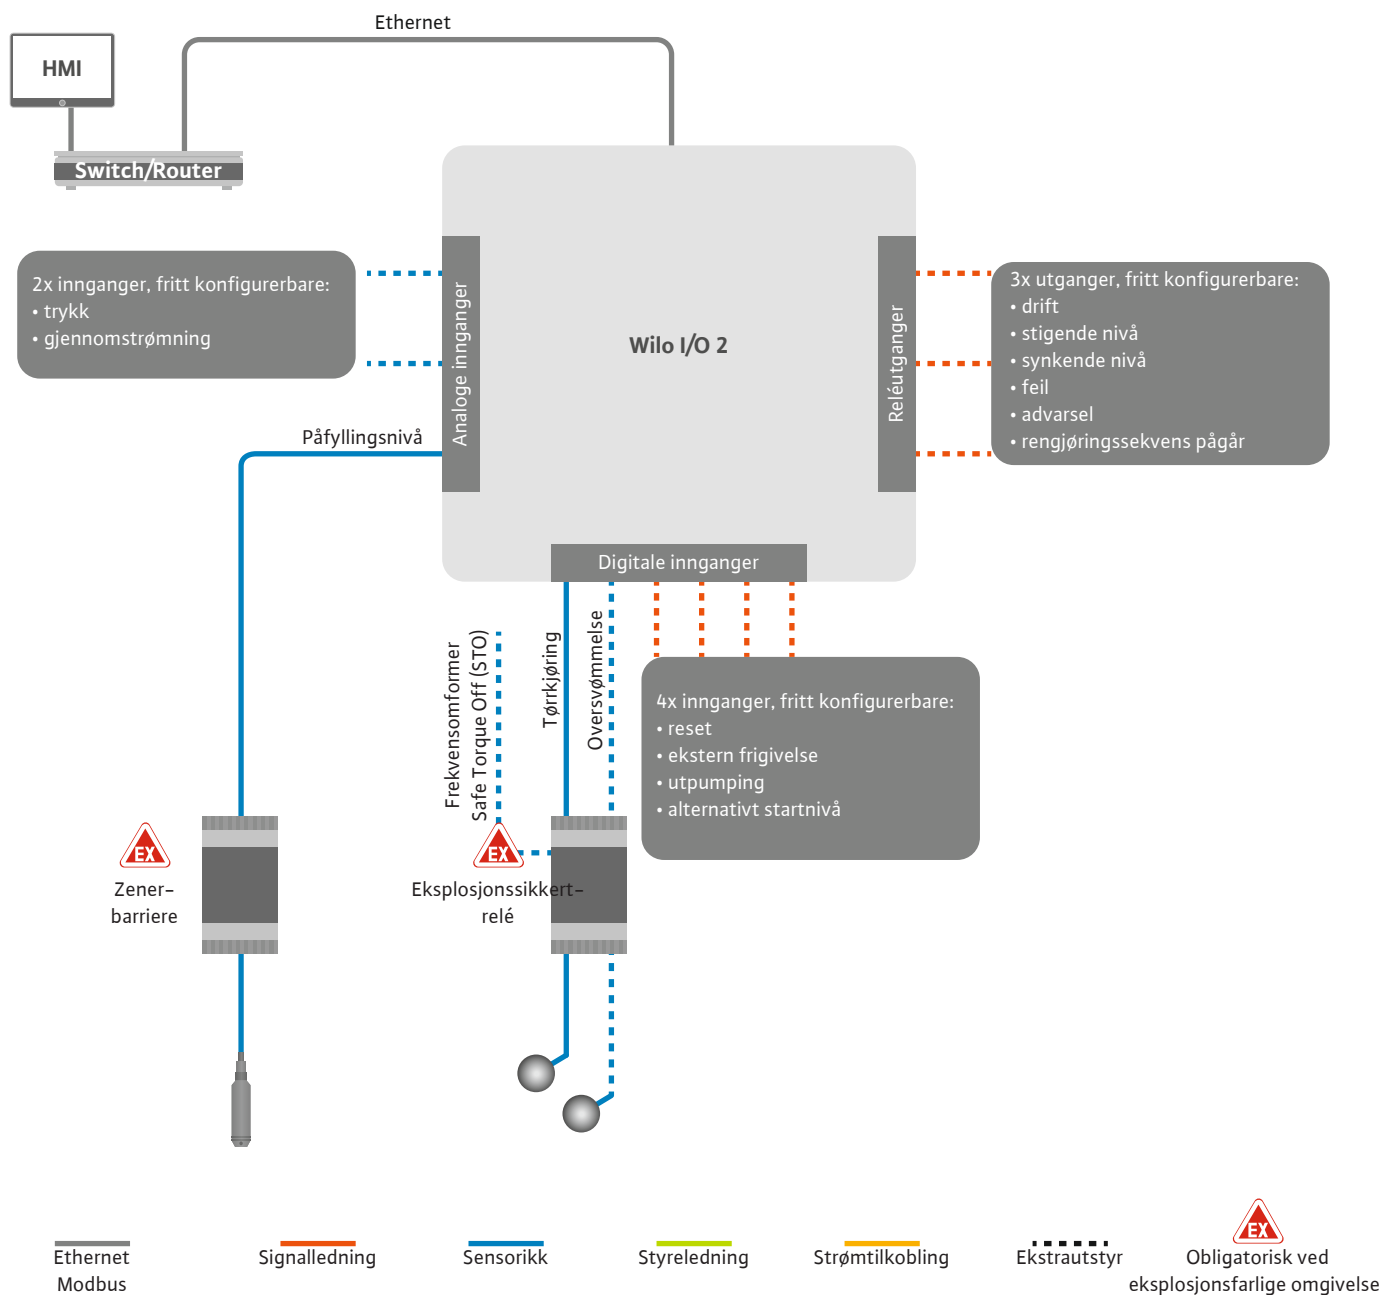 Ethernet
HMI
Switch/Router
2x innganger, fritt konfigurerbare:
• trykk
• gjennomstrømning
Analoge innganger
Wilo I/O 2
Reléutganger
3x utganger, fritt konfigurerbare:
• drift
• stigende nivå
• synkende nivå
• feil
• advarsel
• rengjøringssekvens pågår
Påfyllingsnivå
Digitale innganger
Frekvensomformer
Safe Torque Off (STO)
Tørrkjøring
Oversvømmelse
4x innganger, fritt konfigurerbare:
• reset
• ekstern frigivelse
• utpumping
• alternativt startnivå
EX
Zener-
barriere
EX
Eksplosjonssikkert-
relé
Ethernet
Modbus
Signalledning
Sensorikk
Styreledning
Strømtilkobling
Ekstrautstyr
EX
Obligatorisk ved
eksplosjonsfarlige omgivelse